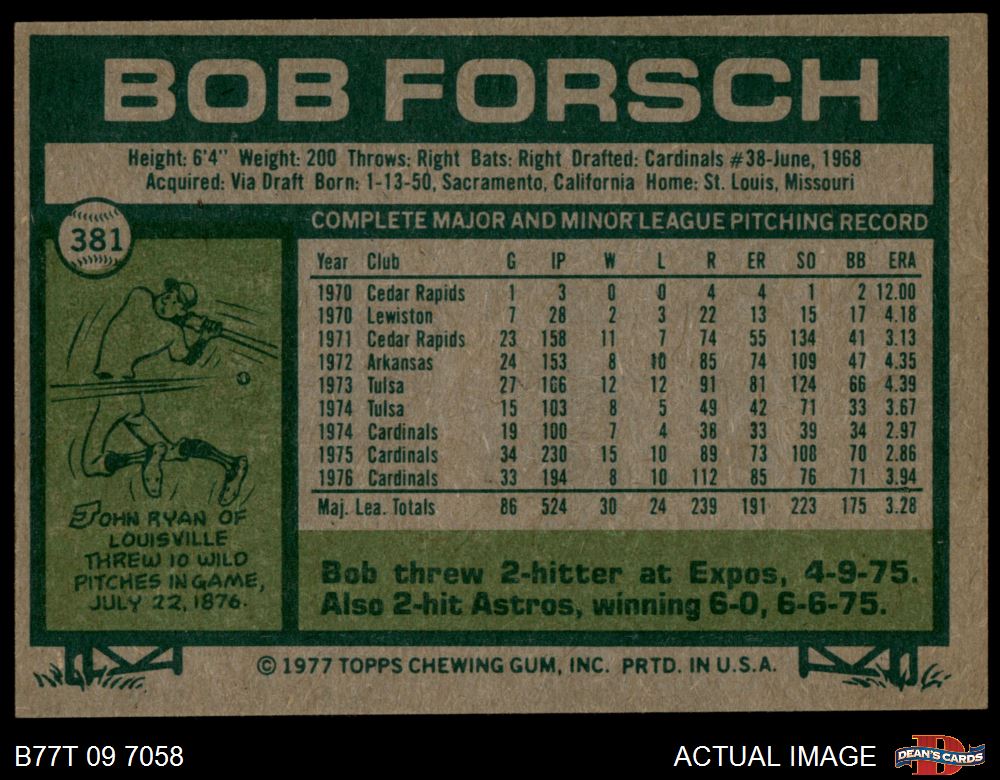 BOB FORSCH
Height: 6'4" Weight: 200 Throws: Right Bats: Right Drafted: Cardinals #38-June, 1968
Acquired: Via Draft Born: 1-13-50, Sacramento, California Home: St. Louis, Missouri
381
COMPLETE MAJOR AND MINOR LEAGUE PITCHING RECORD
Year Club G IP W L R ER SO BB ERA
1970 Cedar Rapids 1 3 0 0 4 4 1 2 12.00
1970 Lewiston 7 28 2 3 22 13 15 17 4.18
1971 Cedar Rapids 23 158 11 7 74 55 134 41 3.13
1972 Arkansas 24 153 8 10 85 74 109 47 4.35
1973 Tulsa 27 166 12 12 91 81 124 66 4.39
1974 Tulsa 15 103 8 5 49 42 71 33 3.67
1974 Cardinals 19 100 7 4 38 33 39 34 2.97
1975 Cardinals 34 230 15 10 89 73 108 70 2.86
1976 Cardinals 33 194 8 10 112 85 76 71 3.94
Maj. Lea. Totals 86 524 30 24 239 191 223 175 3.28
JOHN RYAN OF
LOUISVILLE
THREW 10 WILD
PITCHES IN GAME,
JULY 22, 1876.
Bob threw 2-hitter at Expos, 4-9-75.
Also 2-hit Astros, winning 6-0, 6-6-75.
© 1977 TOPPS CHEWING GUM, INC. PRTD. IN U.S.A.
B77T 09 7058
ACTUAL IMAGE
D
DEAN'S CARDS